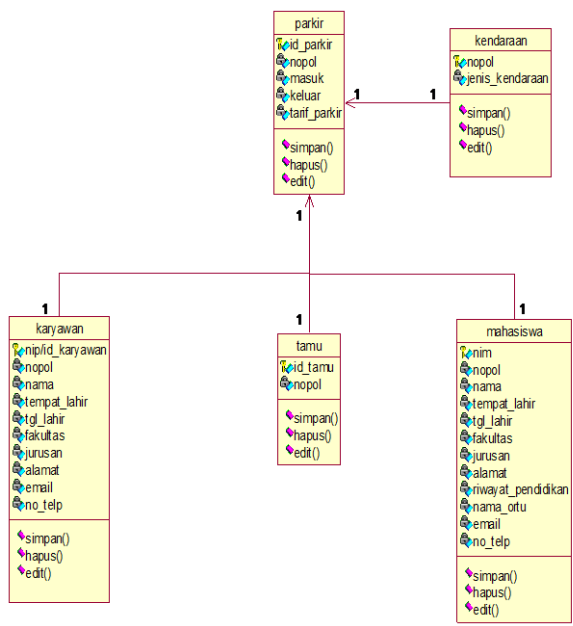 parkir
id_parkir
nopol
masuk
keluar
tarif_parkir
simpan()
hapus()
edit()
kendaraan
nopol
jenis_kendaraan
simpan()
hapus()
edit()
1
1
1
1
1
1
karyawan
nip/id_karyawan
nopol
nama
tempat_lahir
tgl_lahir
fakultas
jurusan
alamat
email
no_telp
simpan()
hapus()
edit()
tamu
id_tamu
nopol
simpan()
hapus()
edit()
mahasiswa
nim
nopol
nama
tempat_lahir
tgl_lahir
fakultas
jurusan
alamat
riwayat_pendidikan
nama_ortu
email
no_telp
simpan()
hapus()
edit()